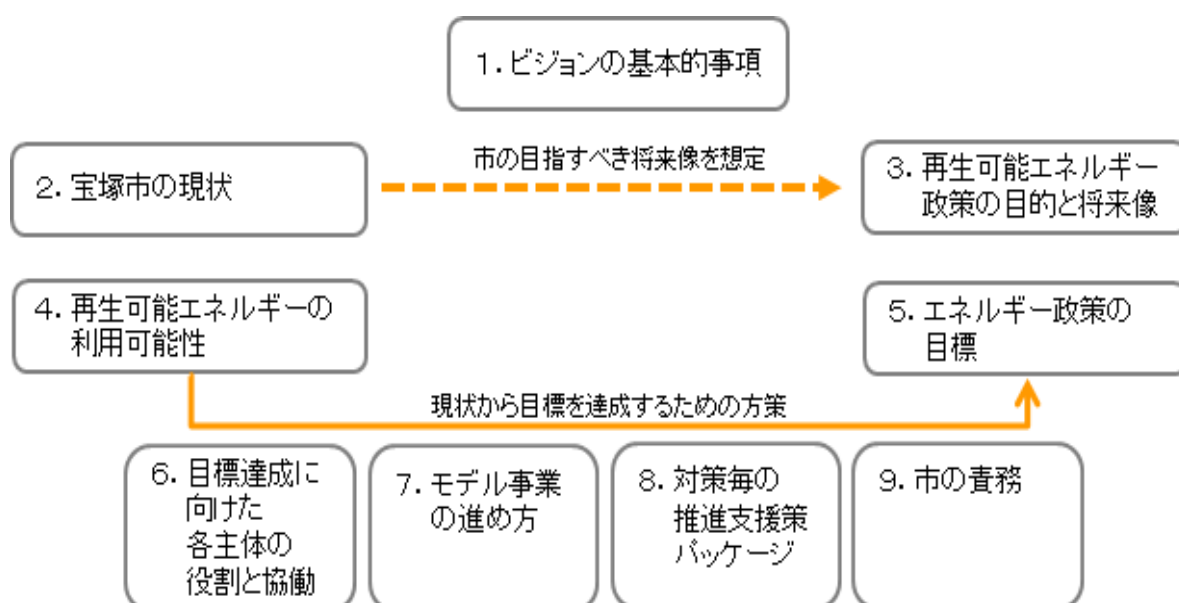 1. ビジョンの基本的事項
2. 宝塚市の現状
市の目指すべき将来像を想定
3. 再生可能エネルギー
政策の目的と将来像
4. 再生可能エネルギーの
利用可能性
5. エネルギー政策の
目標
現状から目標を達成するための方策
6. 目標達成に
向けた
各主体の
役割と協働
7. モデル事業
の進め方
8. 対策毎の
推進支援策
パッケージ
9. 市の責務